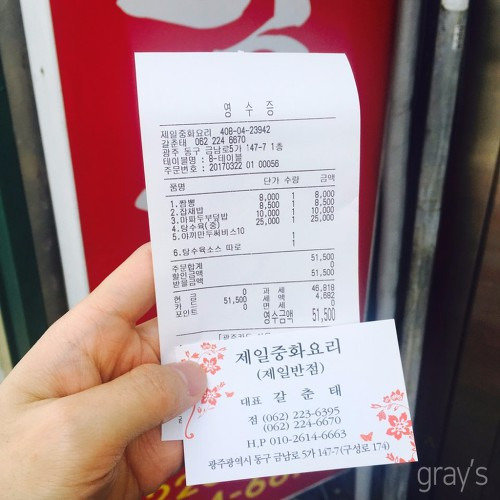 영 수 증
제일중화요리 408-04-23942
갈춘태 062 224 6670
광주 동구 금남로5가 147-7 1층
테이블명 : 8-테이블
주문번호 : 20170322 01 00056
품명 단가 수량 금액
1.짬뽕 8,000 1 8,000
2.잡채밥 8,500 1 8,500
3.마파두부덮밥 10,000 1 10,000
4.탕수육(중) 25,000 1 25,000
5.야끼만두써비스10 1
6.탕수육소스 따로 1
주문합계 51,500
할인금액 0
받을금액 0
현 금 0 과 세 46,818
카 드 51,500 세 액 4,682
포인트 0 면 세 0
영수금액 51,500
제일중화요리
(제일반점)
대표 갈 춘 태
점 (062) 223-6395
(062) 224-6670
H.P 010-2614-6663
광주광역시 동구 금남로 5가 147-7(구성로 174)
gray's